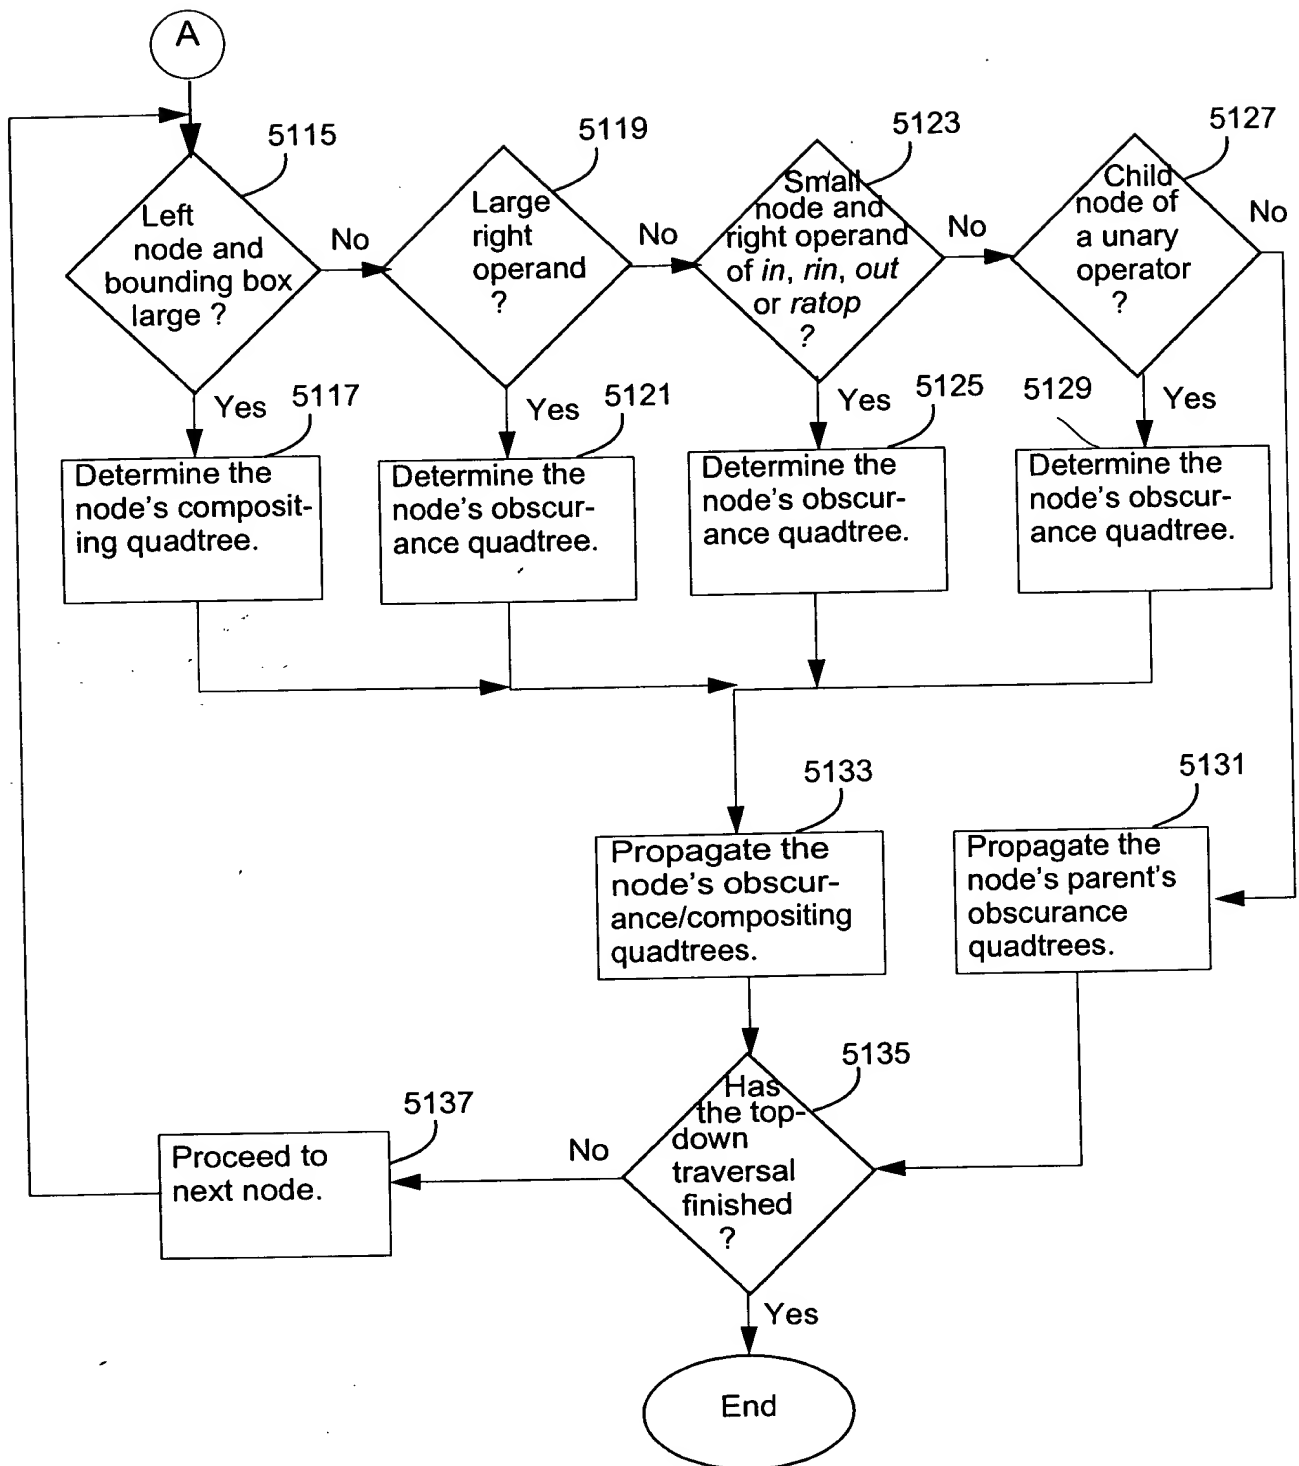 A
5115
5119
5123
5127
Left
node and
bounding box
large ?
No
Large
right
operand
?
No
Small
node and
right operand
of in, rin, out
or ratop
?
No
Child
node of
a unary
operator
?
No
Yes
5117
Yes
5121
Yes
5125
5129
Yes
Determine the
node's composit-
ing quadtree.
Determine the
node's obscur-
ance quadtree.
Determine the
node's obscur-
ance quadtree.
Determine the
node's obscur-
ance quadtree.
5133
5131
Propagate the
node's obscur-
ance/compositing
quadtrees.
Propagate the
node's parent's
obscurance
quadtrees.
5135
Has
the top-
down
traversal
finished
?
No
5137
Proceed to
next node.
Yes
End